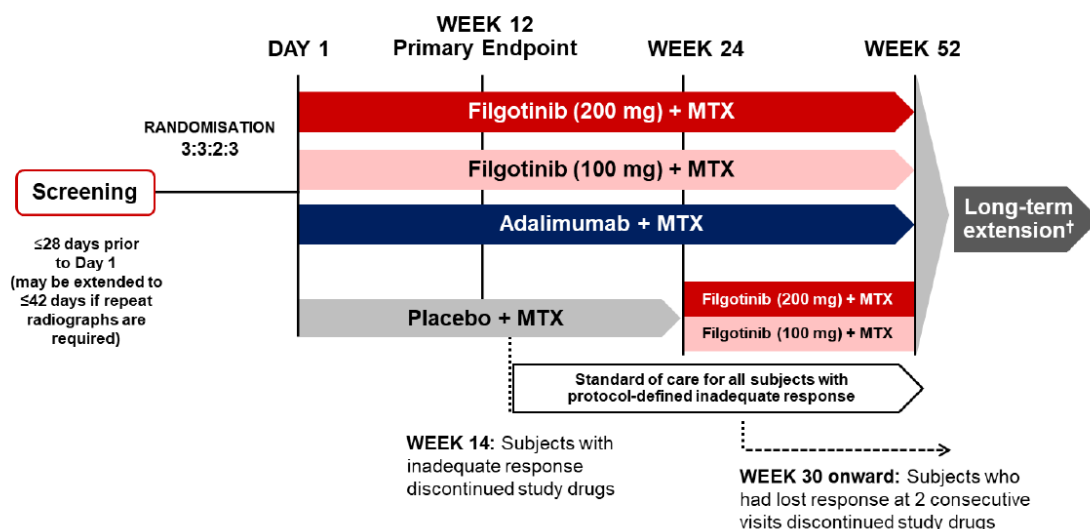 WEEK 12
DAY 1
Primary Endpoint
WEEK 24
WEEK 52
Filgotinib (200 mg) + MTX
RANDOMISATION
3:3:2:3
Filgotinib (100 mg) + MTX
Screening
Adalimumab + MTX
Long-term
extension†
≤28 days prior
to Day 1
(may be extended to
≤42 days if repeat
radiographs are
required)
Placebo + MTX
Filgotinib (200 mg) + MTX
Filgotinib (100 mg) + MTX
Standard of care for all subjects with
protocol-defined inadequate response
WEEK 14: Subjects with
inadequate response
discontinued study drugs
WEEK 30 onward: Subjects who
had lost response at 2 consecutive
visits discontinued study drugs